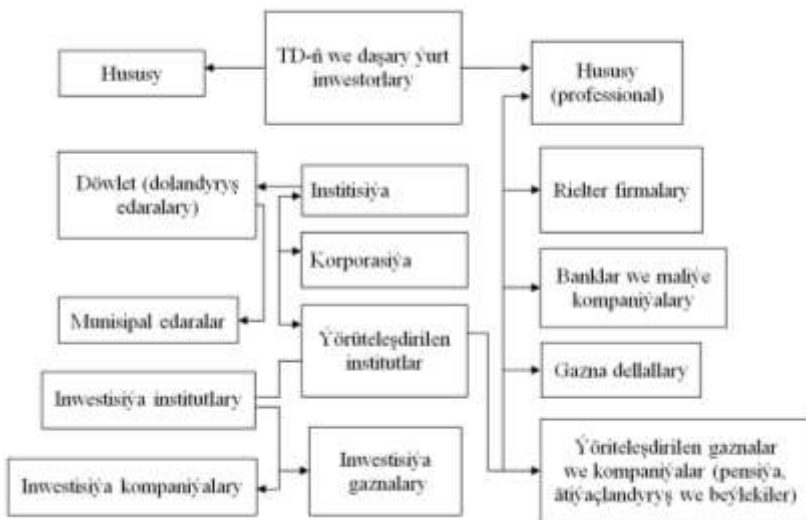 TD-ň we daşary ýurt
inwestorlary
Hususy
Hususy
(professional)
Döwlet (dolandyryş
edaralary)
Institisiýa
Rielter firmalary
Korporasiýa
Banklar we maliýe
kompaniýalary
Munisipal edaralar
Ýörüteleşdirilen
institutlar
Gazna dellallary
Inwestisiýa institutlary
Inwestisiýa
gaznalary
Ýöriteleşdirilen gaznalar
we kompaniýalar (pensiýa,
ätiýaçlandyryş we beýlekiler)
Inwestisiýa kompaniýalary